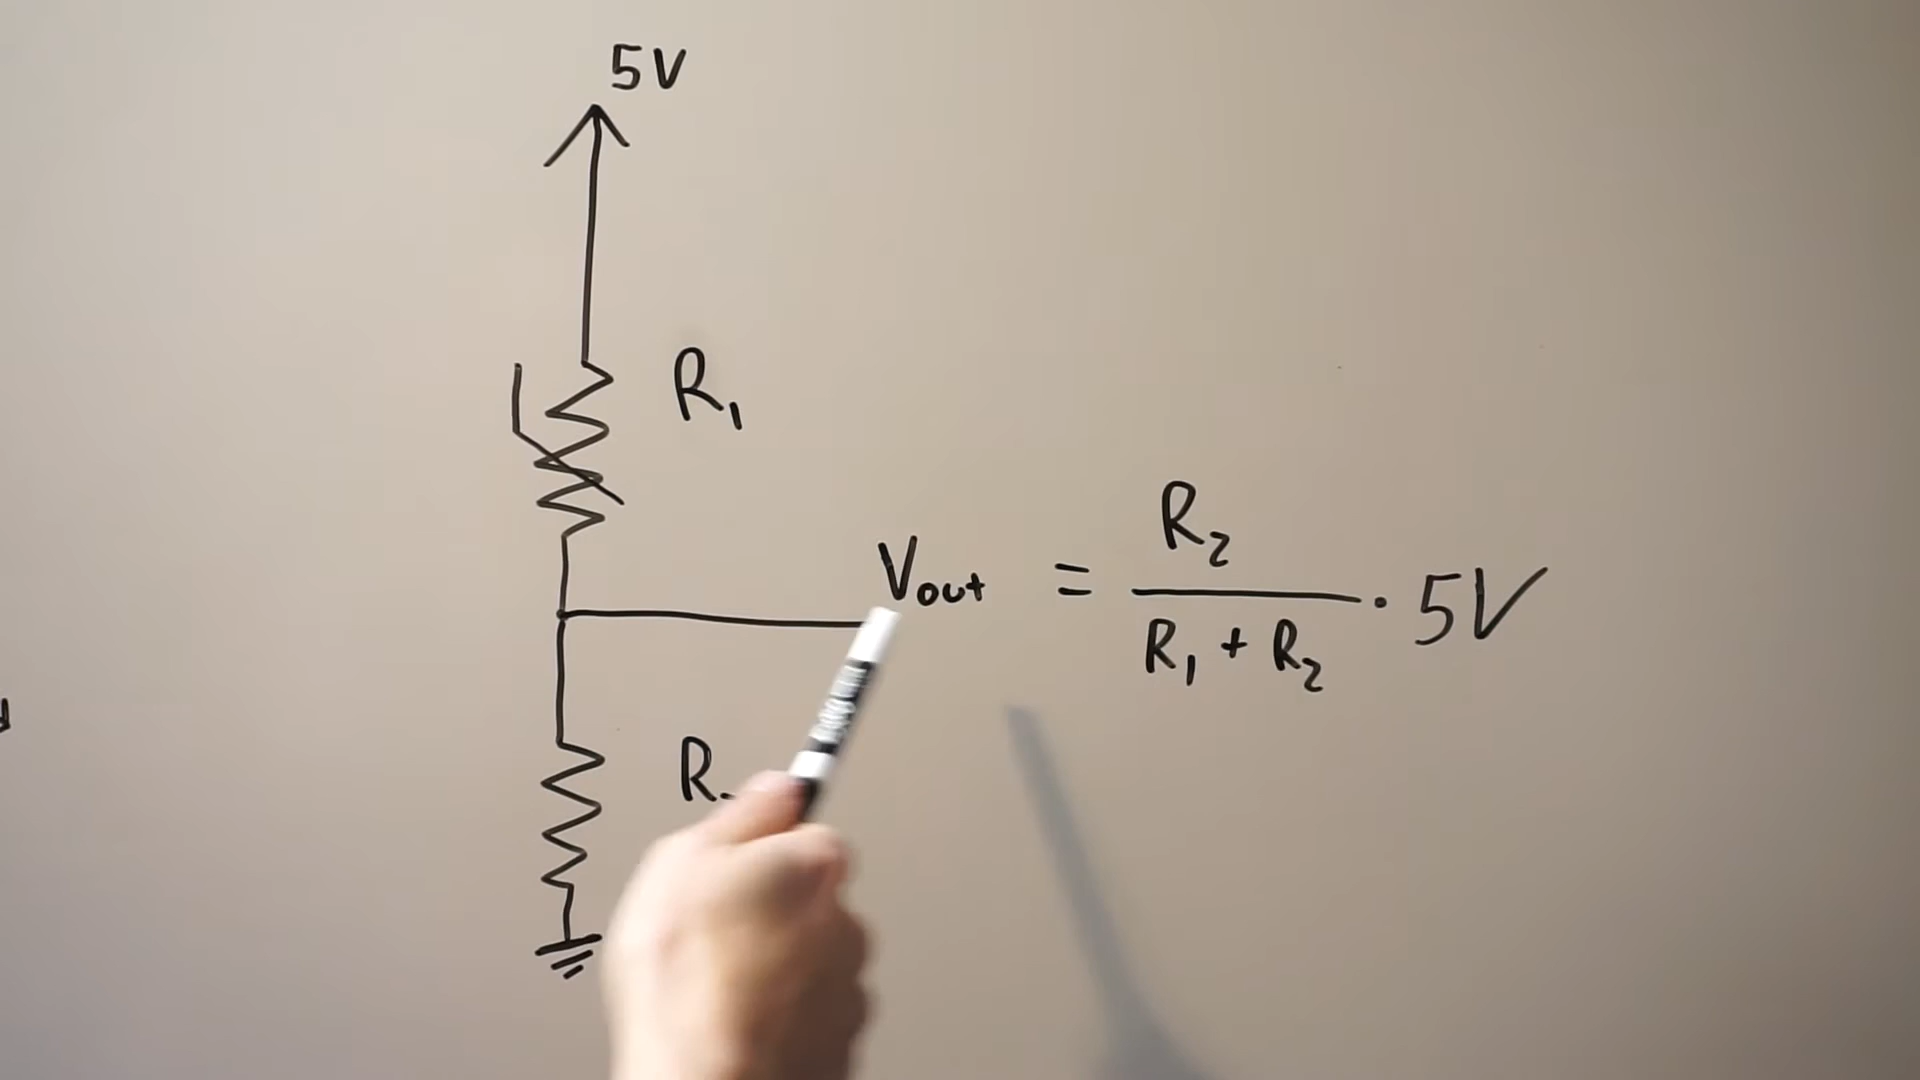 5V
R₁
Vout = R₂ / (R₁ + R₂) · 5V
R